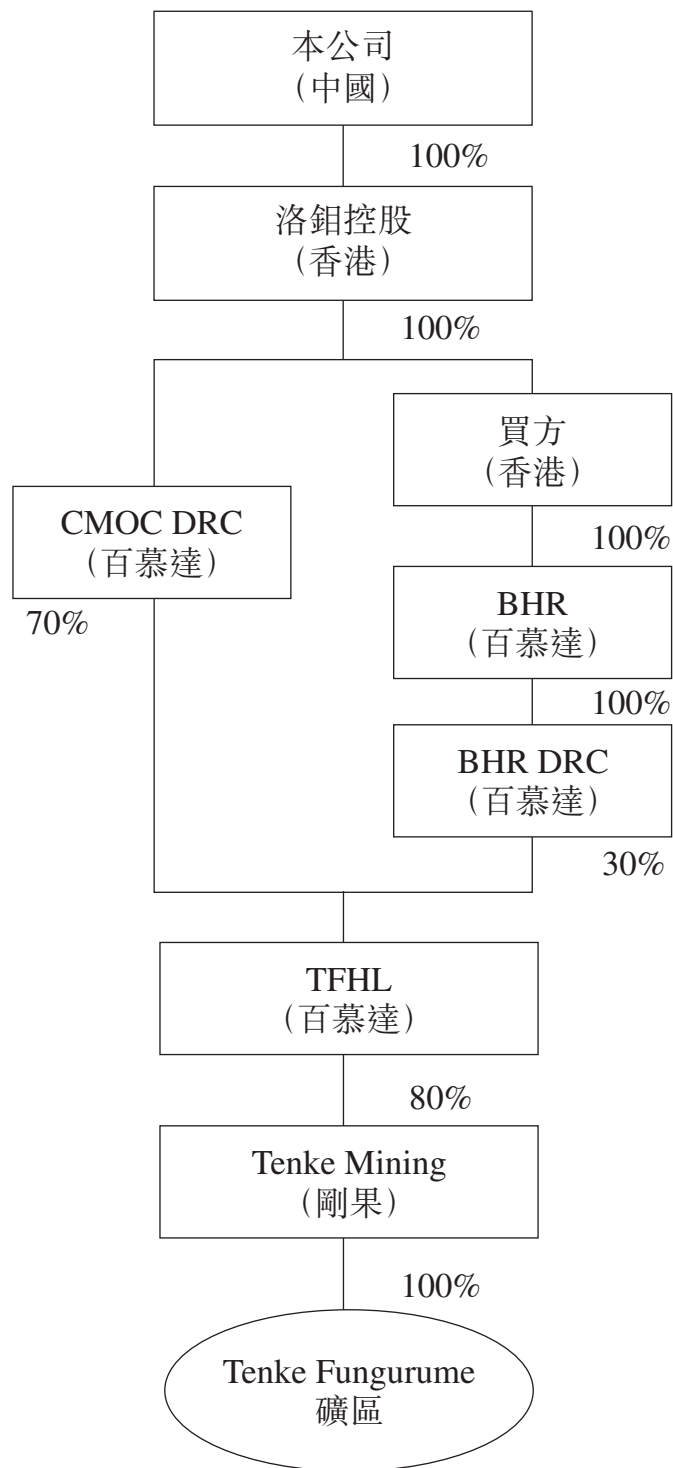 本公司
（中國）
100%
洛鉬控股
（香港）
100%
買方
（香港）
CMOC DRC
（百慕達）
100%
70%
BHR
（百慕達）
100%
BHR DRC
（百慕達）
30%
TFHL
（百慕達）
80%
Tenke Mining
（剛果）
100%
Tenke Fungurume
礦區